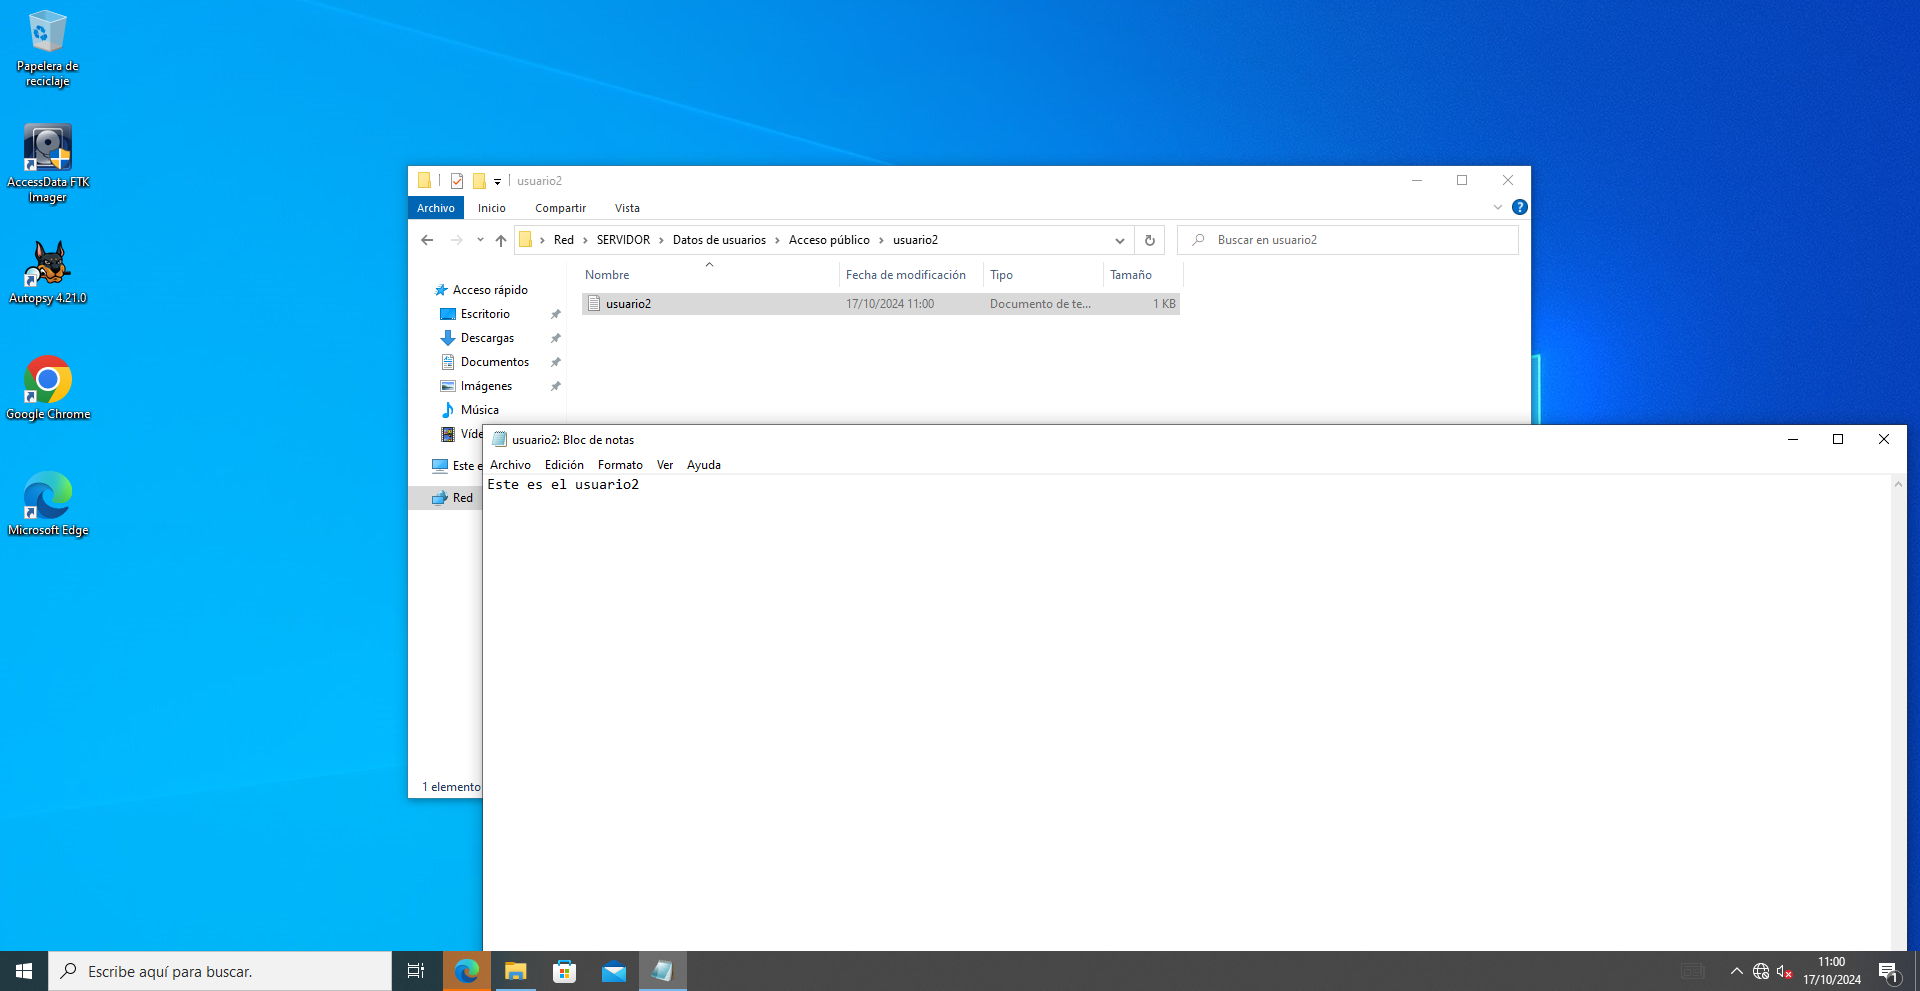 Papelera de
reciclaje
AccessData FTK
Imager
Autopsy 4.21.0
Google Chrome
Microsoft Edge
usuario2
Archivo Inicio Compartir Vista
Red SERVIDOR Datos de usuarios Acceso público usuario2
Buscar en usuario2
Nombre Fecha de modificación Tipo Tamaño
usuario2 17/10/2024 11:00 Documento de te... 1 KB
Acceso rápido
Escritorio
Descargas
Documentos
Imágenes
Música
Víde
Este e
Red
1 elemento
usuario2: Bloc de notas
Archivo Edición Formato Ver Ayuda
Este es el usuario2
Escribe aquí para buscar.
11:00
17/10/2024
1